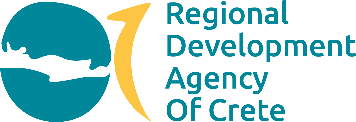 Regional
Development
Agency
Of Crete